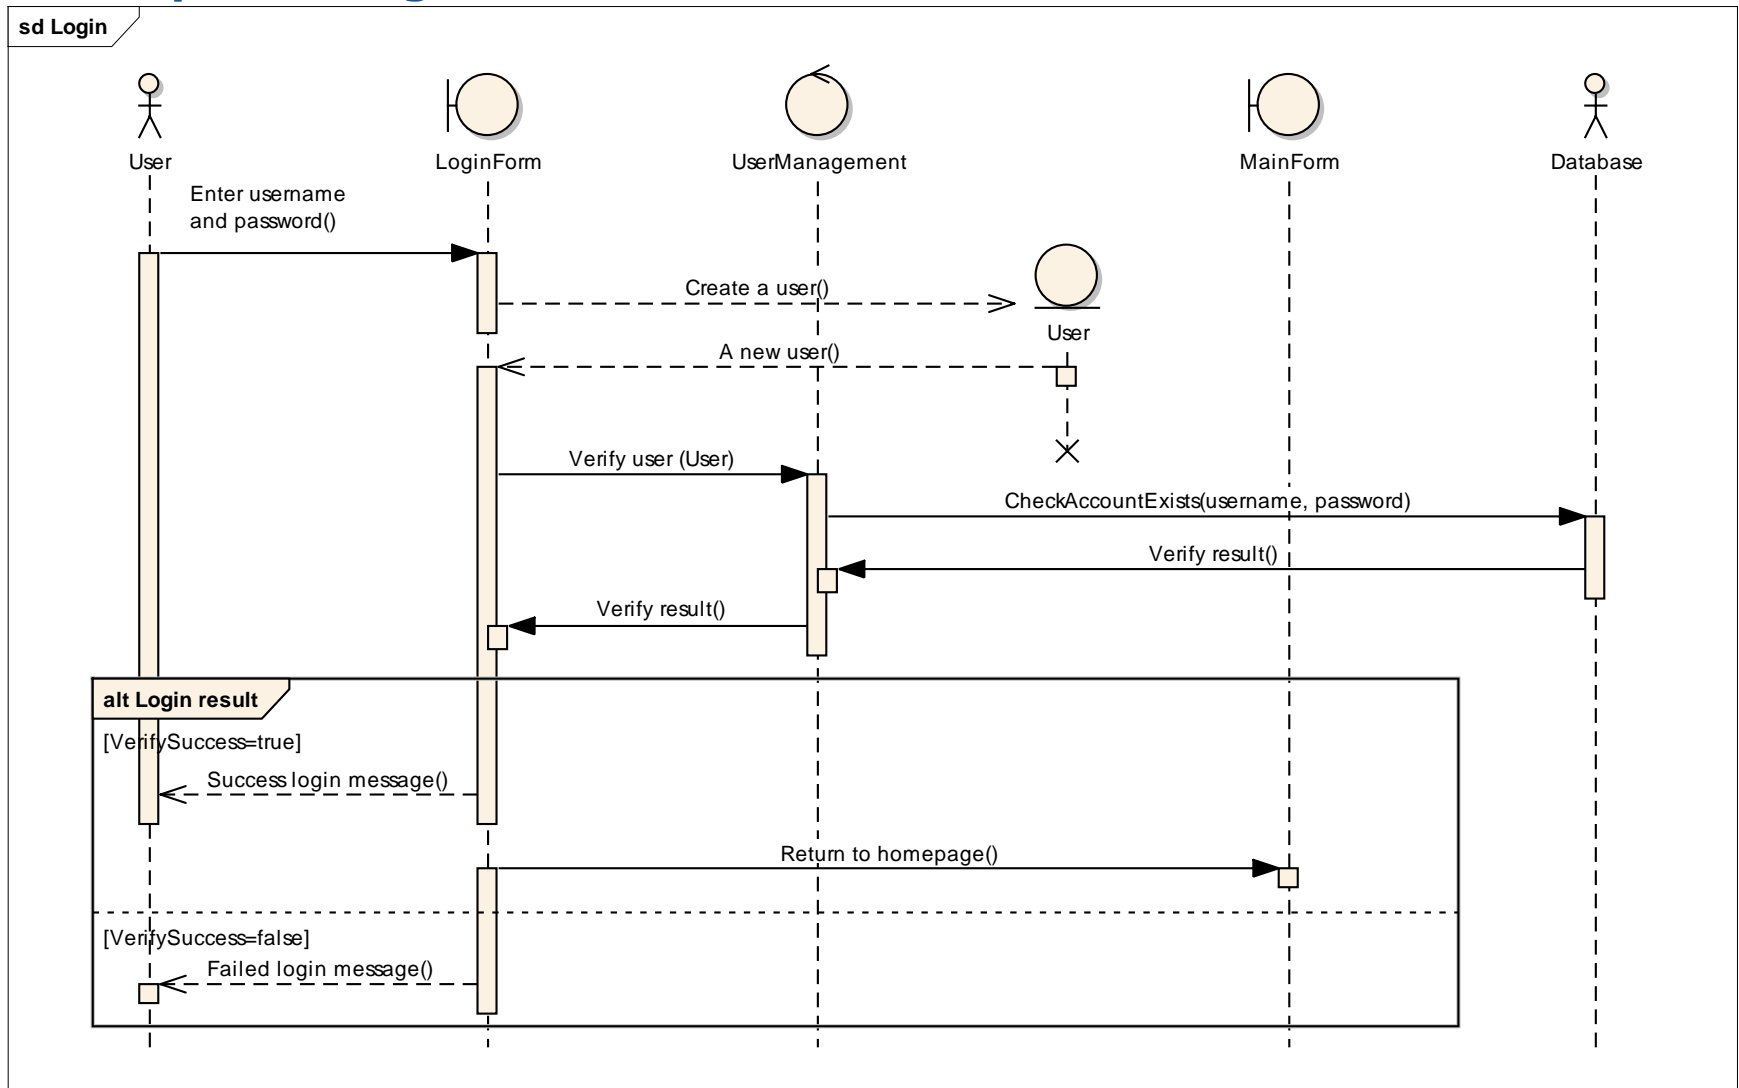 sd Login
User
LoginForm
UserManagement
MainForm
Database
Enter username
and password()
Create a user()
User
A new user()
Verify user (User)
CheckAccountExists(username, password)
Verify result()
Verify result()
alt Login result
[VerifySuccess=true]
Success login message()
Return to homepage()
[VerifySuccess=false]
Failed login message()